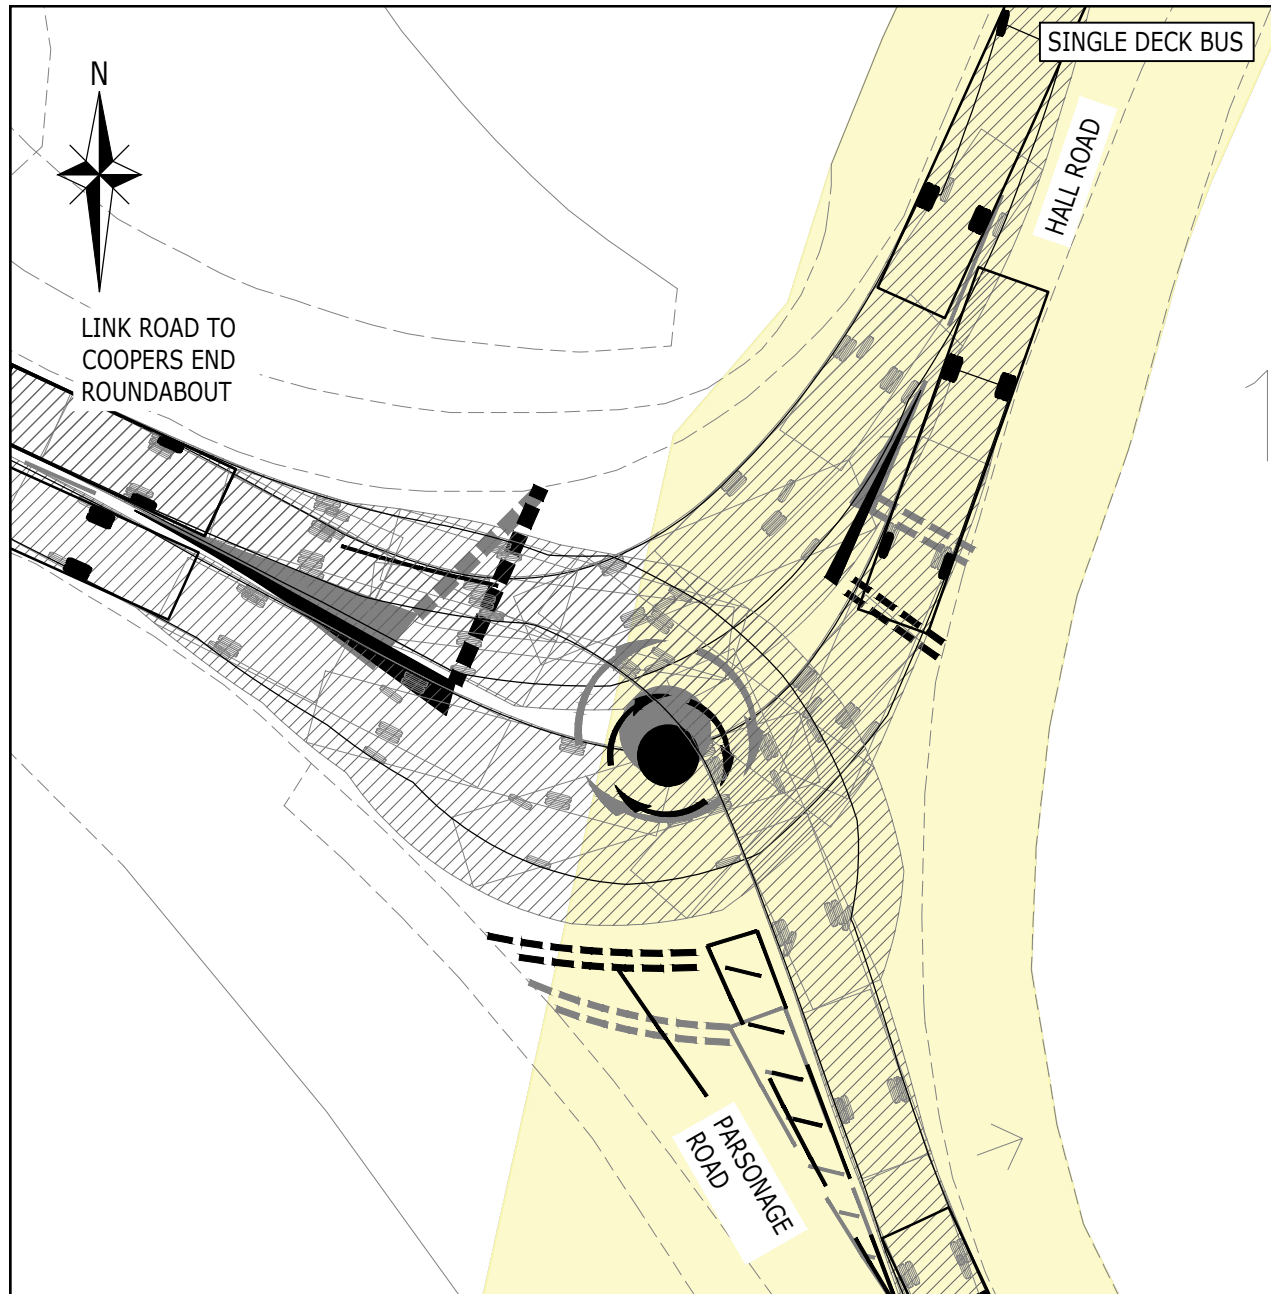 SINGLE DECK BUS
N
HALL ROAD
LINK ROAD TO
COOPERS END
ROUNDABOUT
PARSONAGE
ROAD